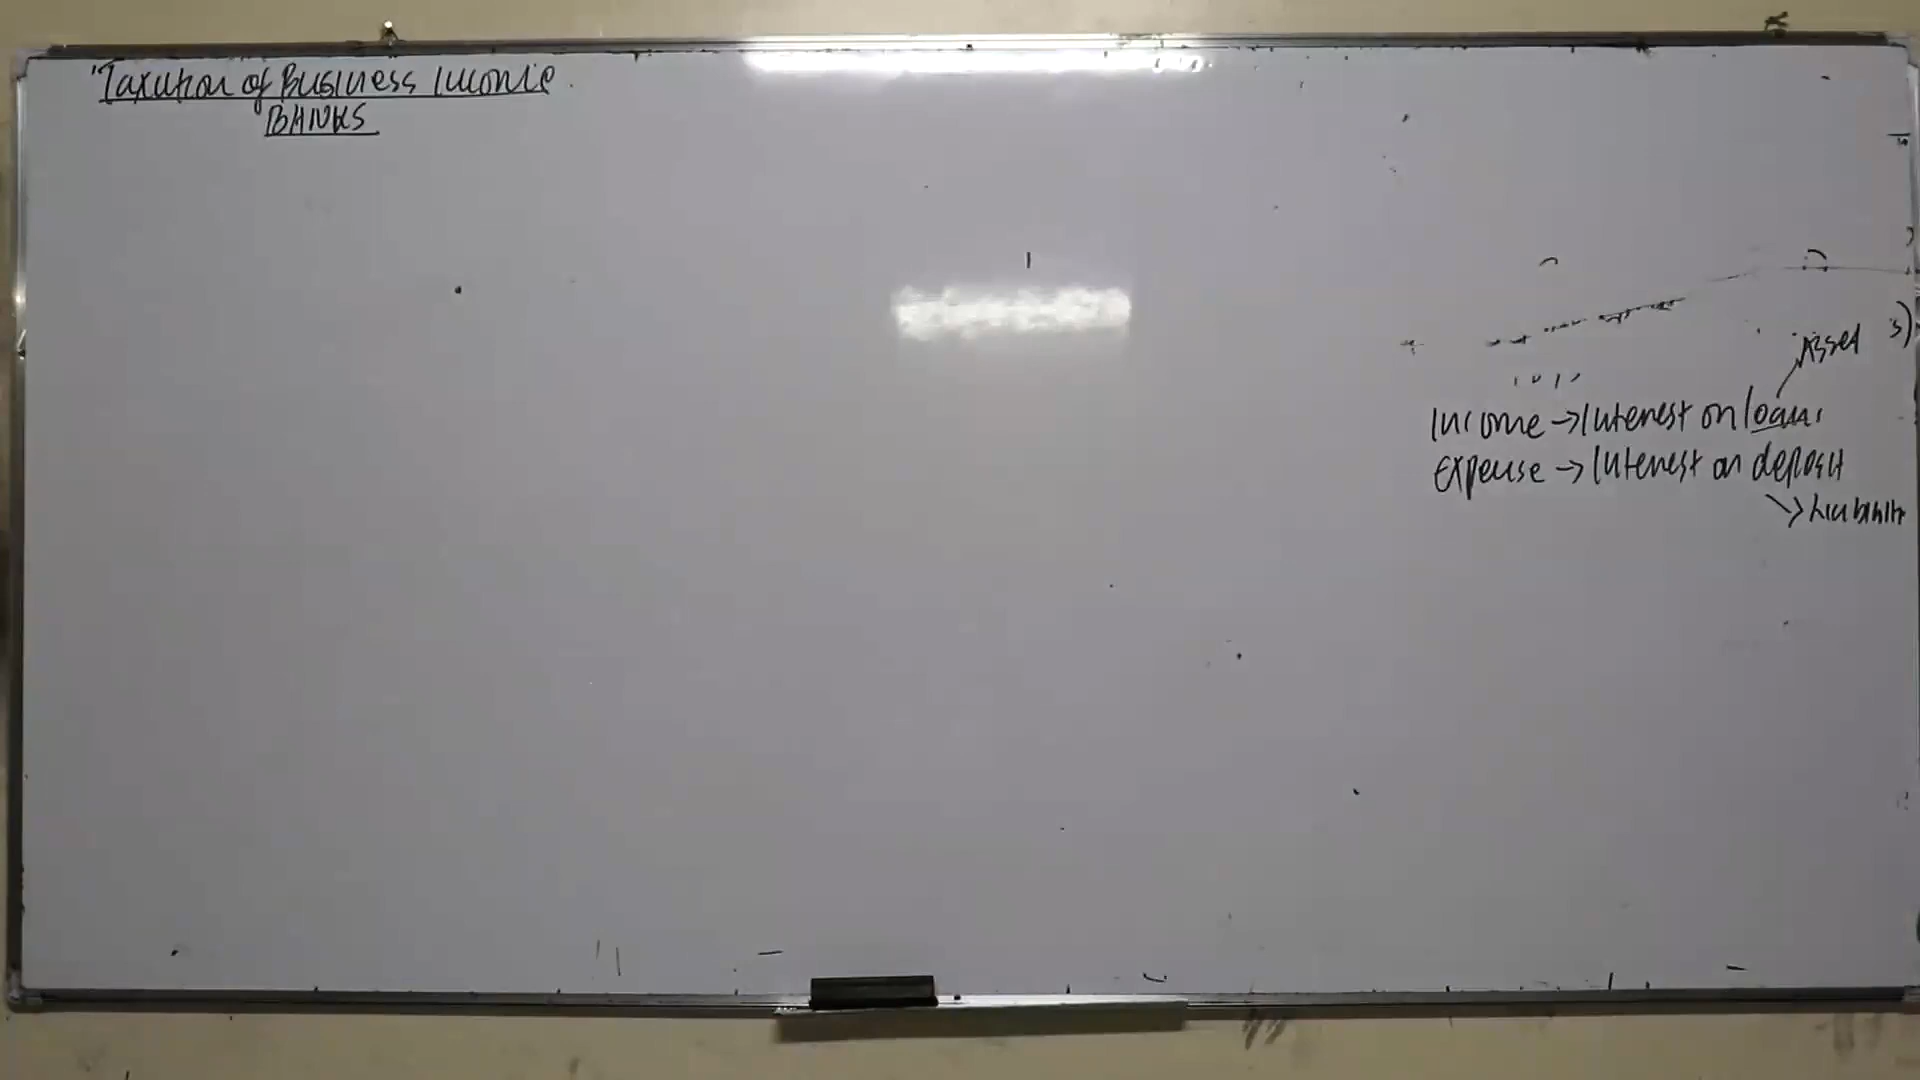 Taxation of Business Income
BANKS
Asset
Income → Interest on loans
Expense → Interest on deposit
→ Liability